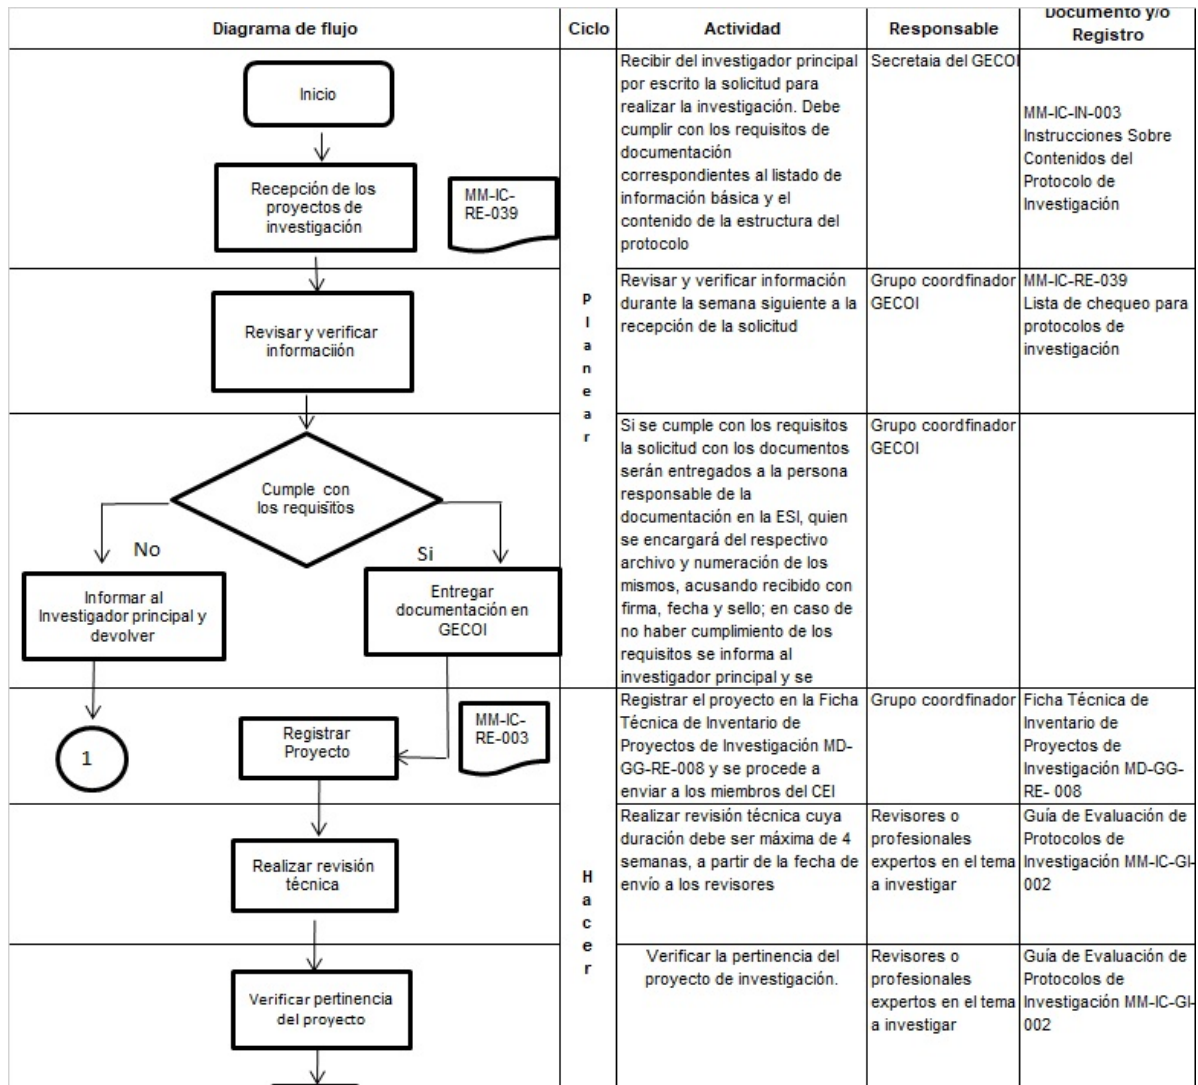 Diagrama de flujo
Ciclo
Actividad
Responsable
Documento y/o
Registro
Inicio
Recepción de los
proyectos de
investigación
MM-IC-
RE-039
Recibir del investigador principal
por escrito la solicitud para
realizar la investigación. Debe
cumplir con los requisitos de
documentación
correspondientes al listado de
información básica y el
contenido de la estructura del
protocolo
Secretaia del GECOI
MM-IC-IN-003
Instrucciones Sobre
Contenidos del
Protocolo de
Investigación
Planear
Revisar y verificar
informaciión
Revisar y verificar información
durante la semana siguiente a la
recepción de la solicitud
Grupo coordfinador
GECOI
MM-IC-RE-039
Lista de chequeo para
protocolos de
investigación
Cumple con
los requisitos
No
Si
Informar al
Investigador principal y
devolver
Entregar
documentación en
GECOI
Si se cumple con los requisitos
la solicitud con los documentos
serán entregados a la persona
responsable de la
documentación en la ESI, quien
se encargará del respectivo
archivo y numeración de los
mismos, acusando recibido con
firma, fecha y sello; en caso de
no haber cumplimiento de los
requisitos se informa al
investigador principal y se
Grupo coordfinador
GECOI
1
Registrar
Proyecto
MM-IC-
RE-003
Hacer
Registrar el proyecto en la Ficha
Técnica de Inventario de
Proyectos de Investigación MD-
GG-RE-008 y se procede a
enviar a los miembros del CEI
Grupo coordfinador
Ficha Técnica de
Inventario de
Proyectos de
Investigación MD-GG-
RE- 008
Realizar revisión
técnica
Realizar revisión técnica cuya
duración debe ser máxima de 4
semanas, a partir de la fecha de
envío a los revisores
Revisores o
profesionales
expertos en el tema
a investigar
Guía de Evaluación de
Protocolos de
Investigación MM-IC-GI-
002
Verificar pertinencia
del proyecto
Verificar la pertinencia del
proyecto de investigación.
Revisores o
profesionales
expertos en el tema
a investigar
Guía de Evaluación de
Protocolos de
Investigación MM-IC-GI-
002